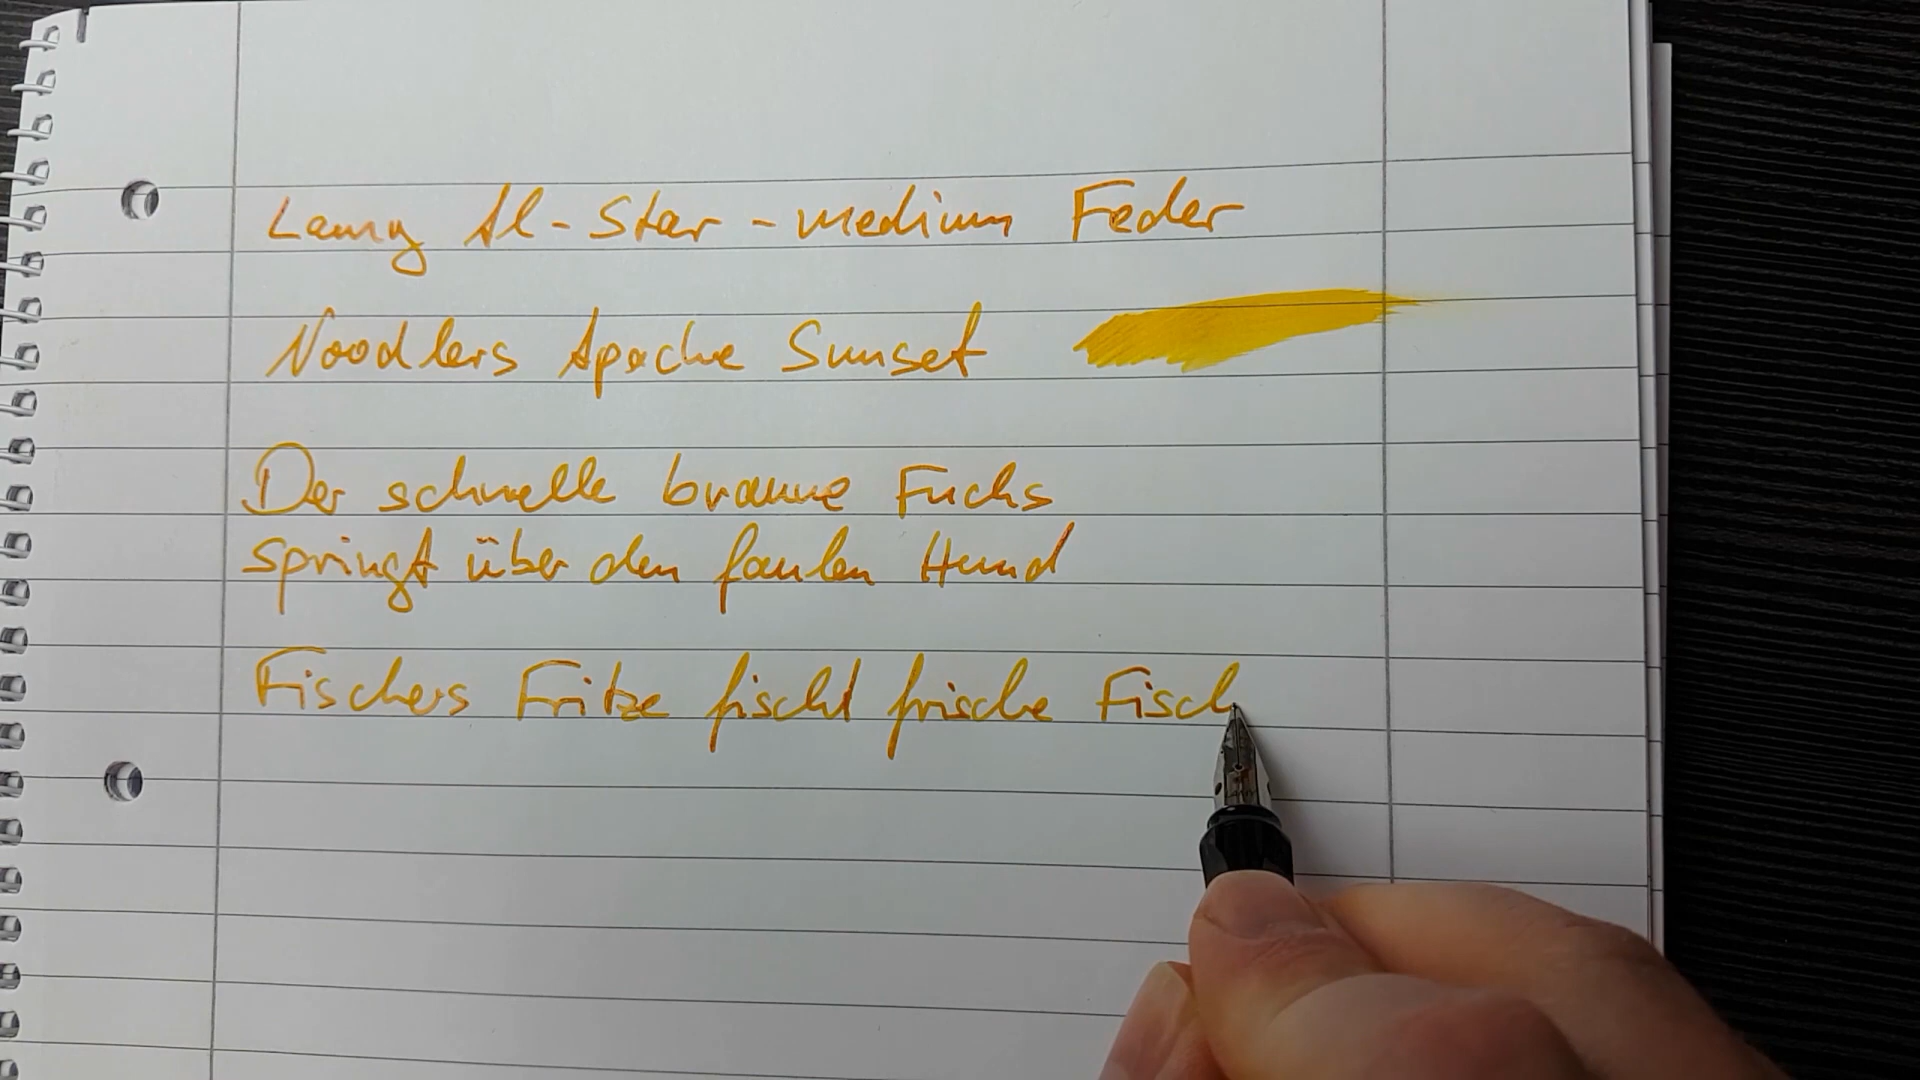 Lamy Al-Star - medium Feder
Noodlers Apache Sunset
Der schnelle braune Fuchs
springt über den faulen Hund
Fischers Fritze fischt frische Fisch